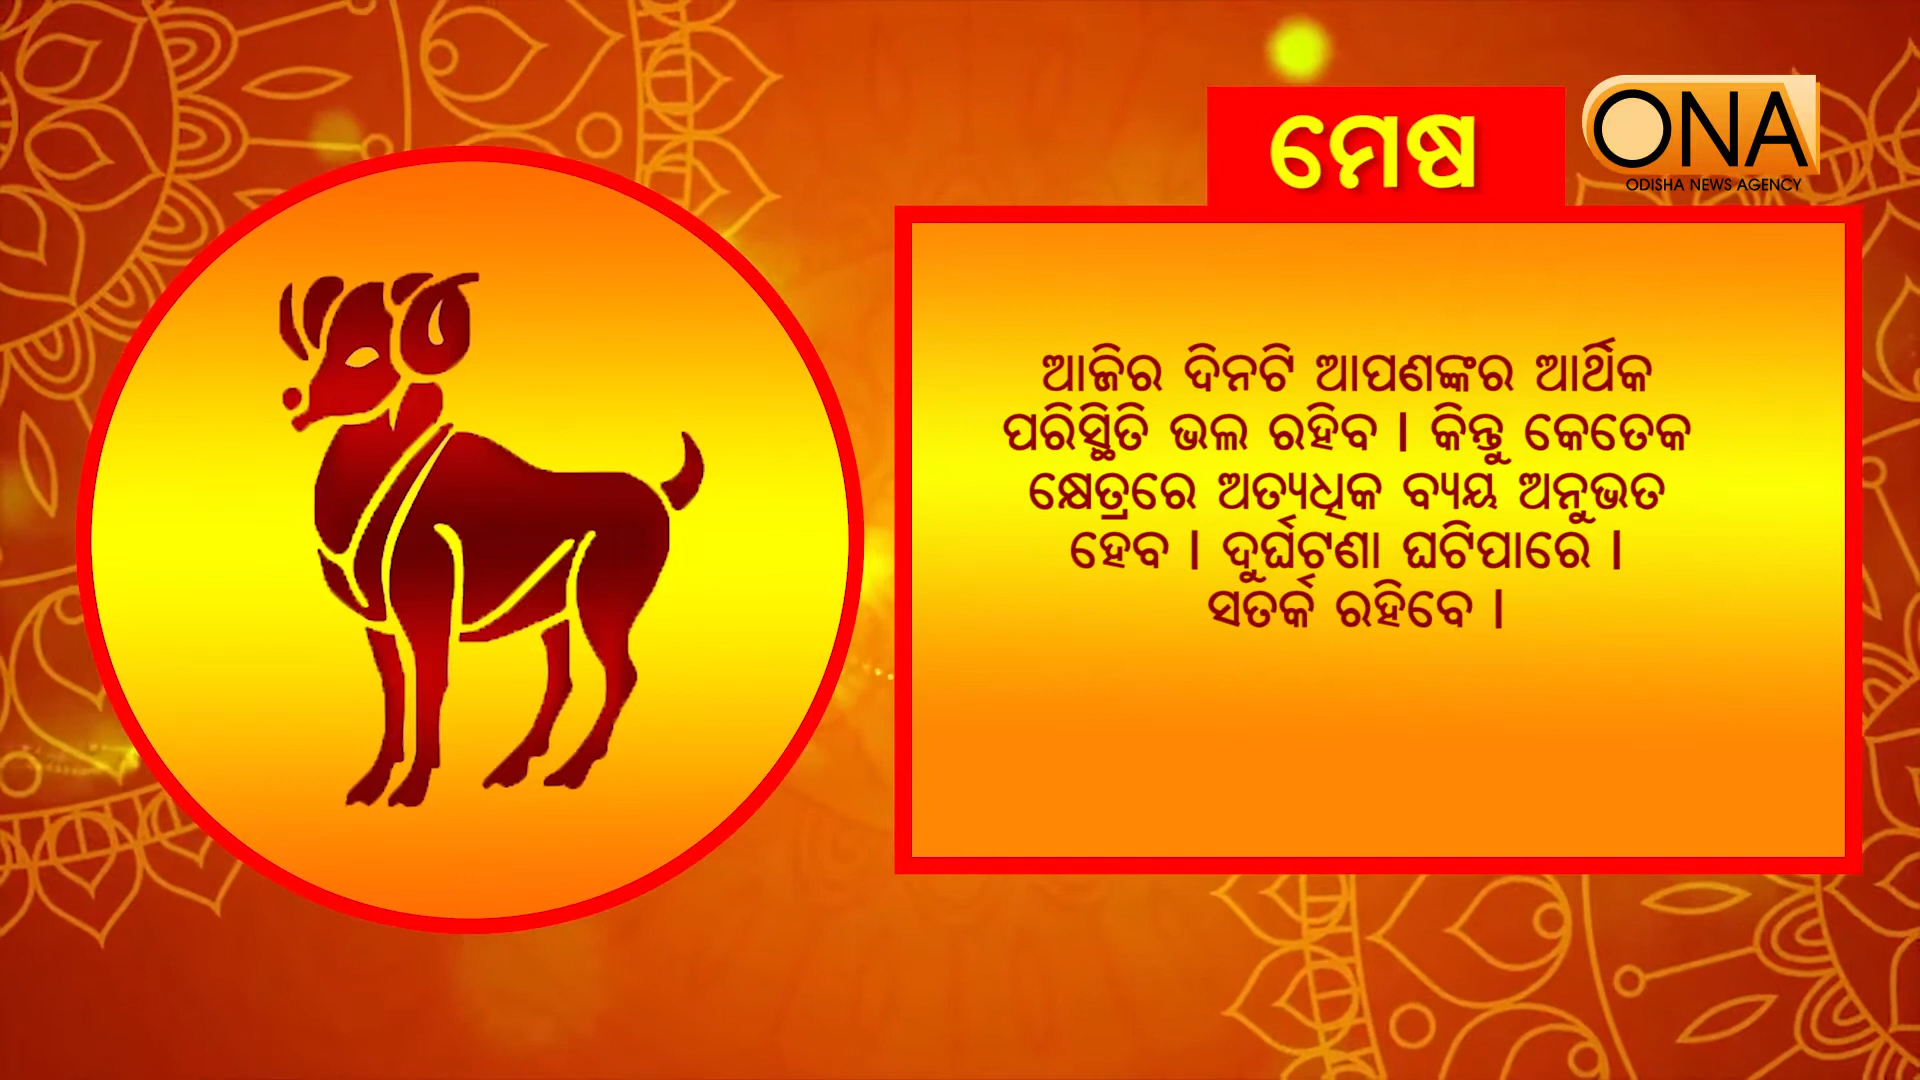 ମେଷ
ONA
ODISHA NEWS AGENCY
ଆଜିର ଦିନଟି ଆପଣଙ୍କର ଆର୍ଥିକ
ପରିସ୍ଥିତି ଭଲ ରହିବ | କିନ୍ତୁ କେତେକ
କ୍ଷେତ୍ରରେ ଅତ୍ୟଧିକ ବ୍ୟୟ ଅନୁଭତ
ହେବ | ଦୁର୍ଘଟଣା ଘଟିପାରେ |
ସତର୍କ ରହିବେ |